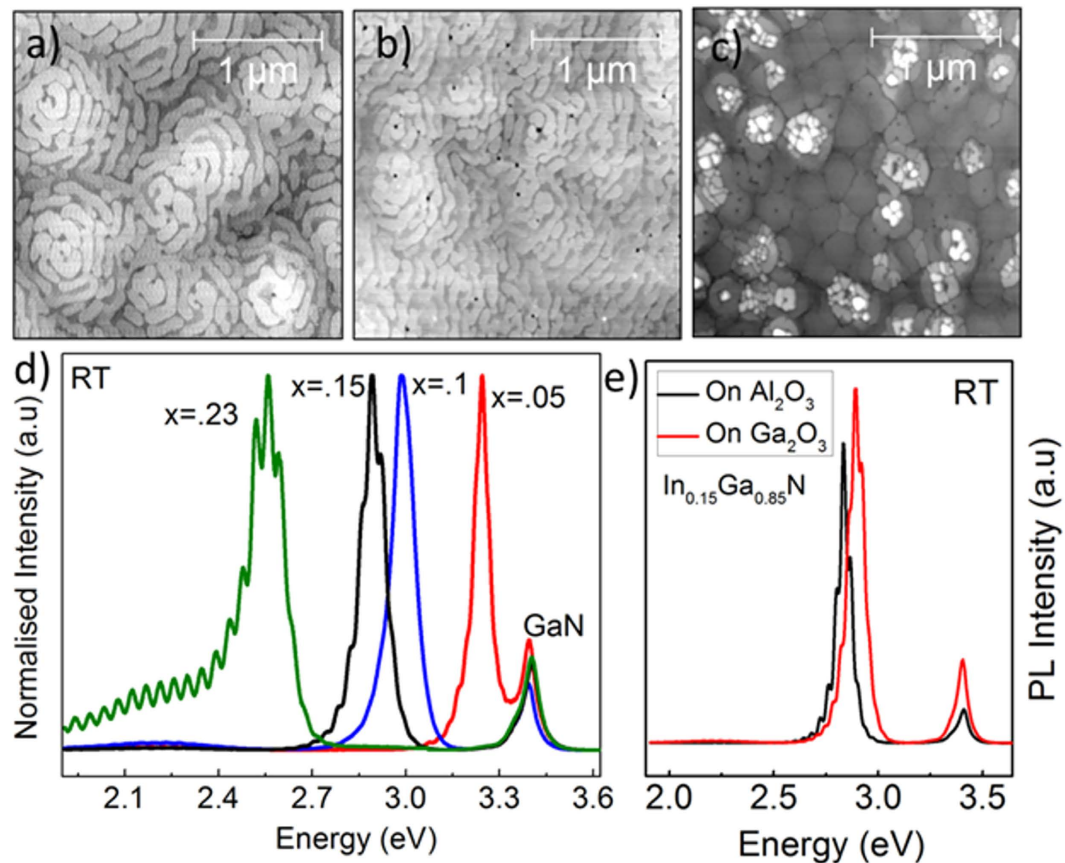 a)
1 µm
b)
1 µm
c)
1 µm
d)
RT
x=.23
x=.15
x=.1
x=.05
GaN
Normalised Intensity (a.u)
2.1 2.4 2.7 3.0 3.3 3.6
Energy (eV)
e)
On Al₂O₃
On Ga₂O₃
RT
In₀.₁₅Ga₀.₈₅N
PL Intensity (a.u)
2.0 2.5 3.0 3.5
Energy (eV)